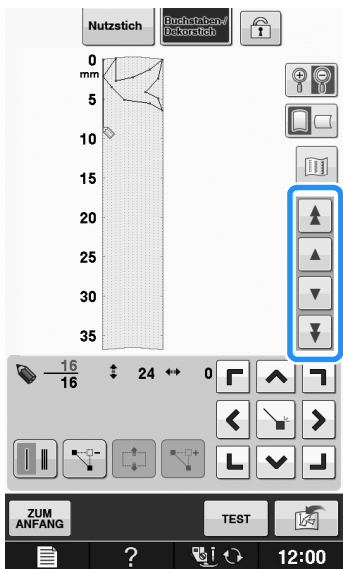 Nutzstich
Buchstaben-/
Dekorstich
0
mm
5
10
15
20
25
30
35
16
16
24
0
ZUM
ANFANG
TEST
?
12:00